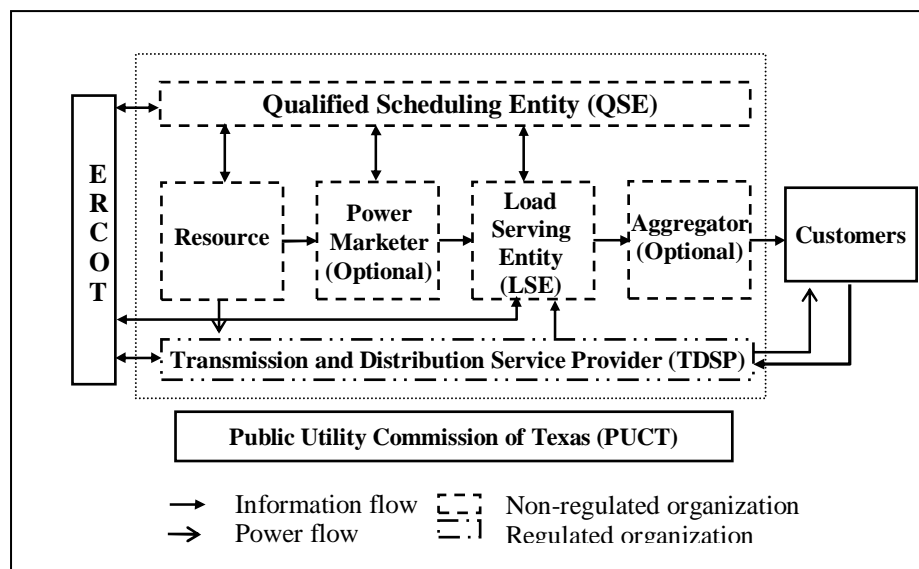 Qualified Scheduling Entity (QSE)
ERCOT
Resource
Power
Marketer
(Optional)
Load
Serving
Entity
(LSE)
Aggregator
(Optional)
Customers
Transmission and Distribution Service Provider (TDSP)
Public Utility Commission of Texas (PUCT)
Information flow
Power flow
Non-regulated organization
Regulated organization